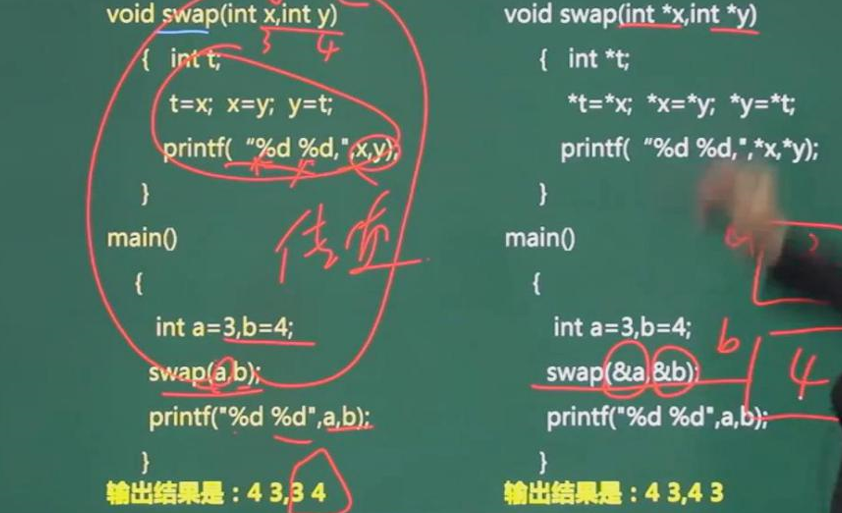 void swap(int x,int y)
{ int t;
t=x; x=y; y=t;
printf( "%d %d,",x,y);
}
main()
{
int a=3,b=4;
swap(a,b);
printf("%d %d",a,b);
}
输出结果是：4 3,3 4
3 4
传值
void swap(int *x,int *y)
{ int *t;
*t=*x; *x=*y; *y=*t;
printf( "%d %d,",*x,*y);
}
main()
{
int a=3,b=4;
swap(&a,&b);
printf("%d %d",a,b);
}
输出结果是：4 3,4 3
b 4